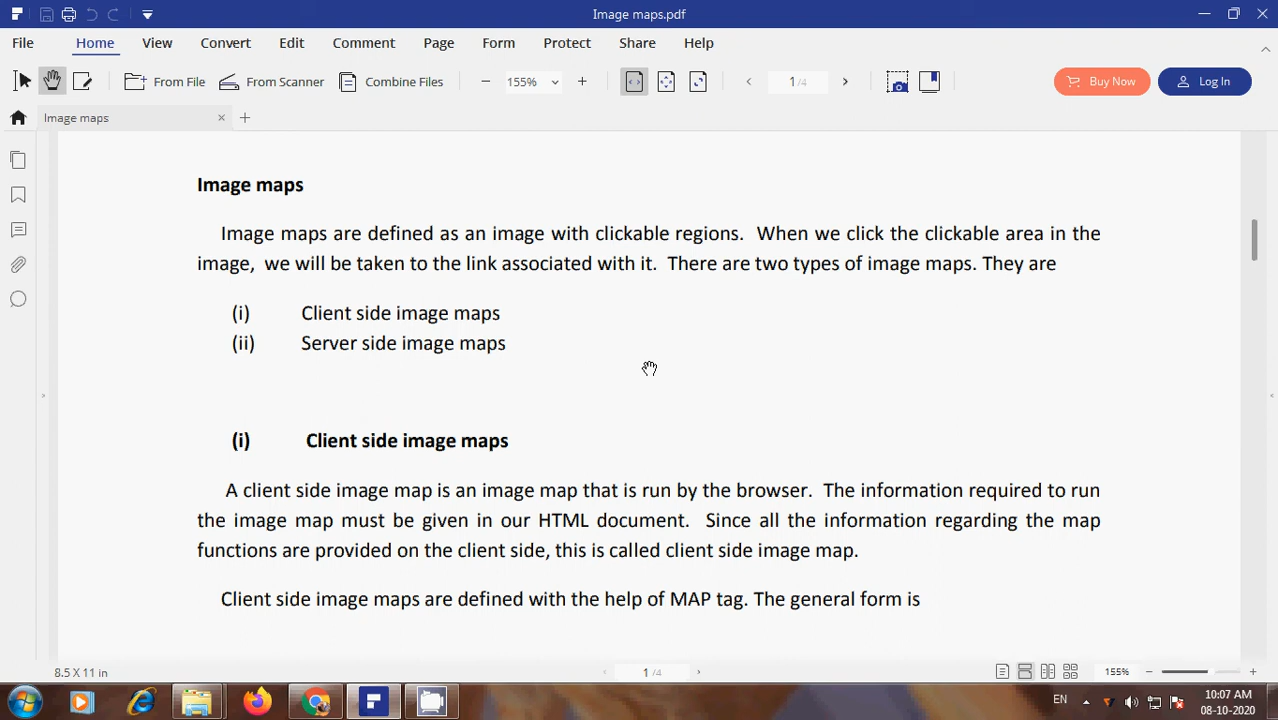 Image maps.pdf
File Home View Convert Edit Comment Page Form Protect Share Help
From File From Scanner Combine Files 155% 1/4 Buy Now Log In
Image maps
Image maps
Image maps are defined as an image with clickable regions. When we click the clickable area in the
image, we will be taken to the link associated with it. There are two types of image maps. They are
(i) Client side image maps
(ii) Server side image maps
(i) Client side image maps
A client side image map is an image map that is run by the browser. The information required to run
the image map must be given in our HTML document. Since all the information regarding the map
functions are provided on the client side, this is called client side image map.
Client side image maps are defined with the help of MAP tag. The general form is
8.5 X 11 in 1/4 155%
EN 10:07 AM
08-10-2020